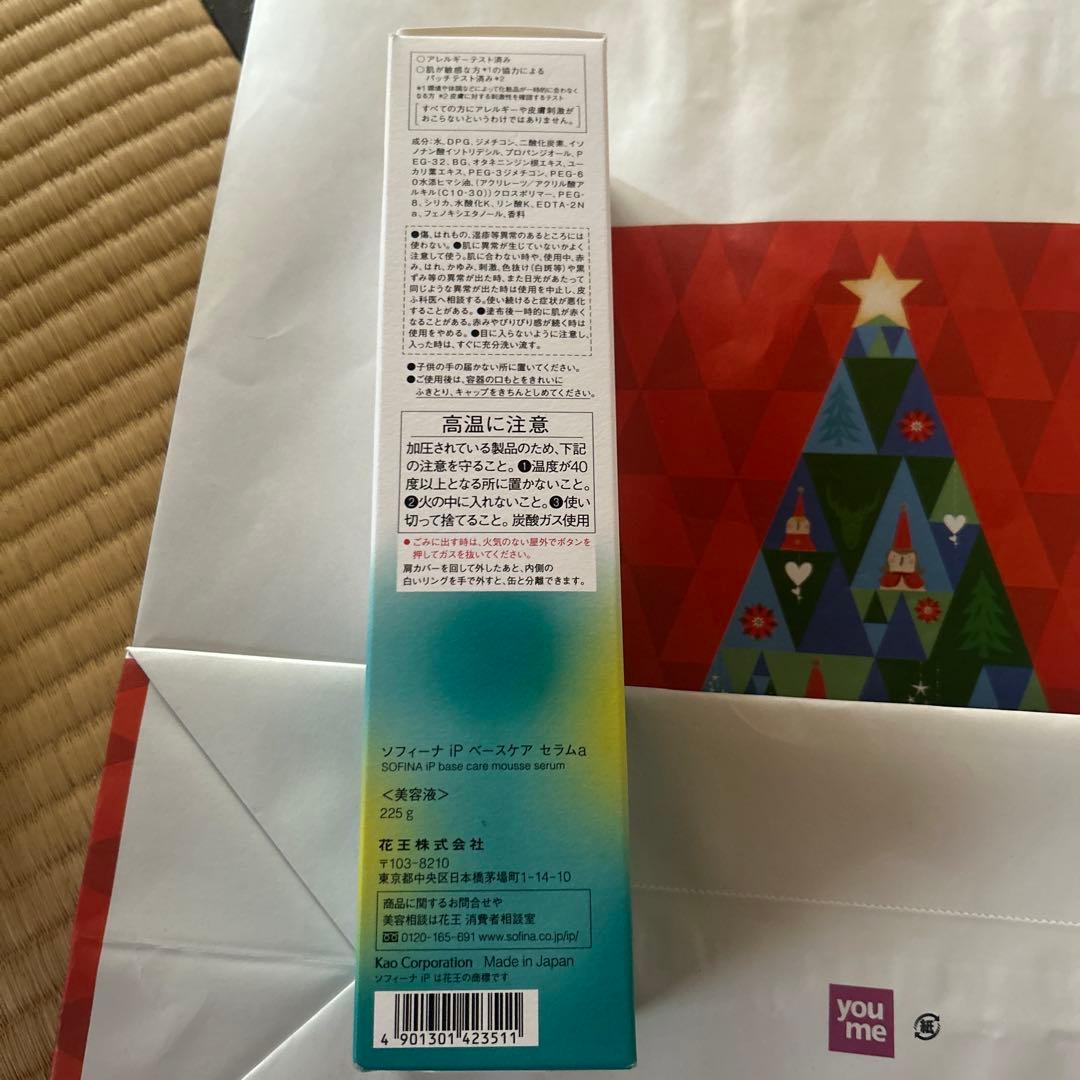 ○アレルギーテスト済み
○肌が敏感な方*1の協力による
パッチテスト済み*2
*1 環境や体調などによって化粧品が一時的に合わなく
なる方 *2 皮膚に対する刺激性を確認するテスト
すべての方にアレルギーや皮膚刺激が
おこらないというわけではありません。
成分:水、DPG、ジメチコン、二酸化炭素、イソ
ノナン酸イソトリデシル、プロパンジオール、P
EG-32、BG、オタネニンジン根エキス、ユー
カリ葉エキス、PEG-3ジメチコン、PEG-6
0水添ヒマシ油、(アクリレーツ/アクリル酸ア
ルキル(C10-30))クロスポリマー、PEG-
8、シリカ、水酸化K、リン酸K、EDTA-2N
a、フェノキシエタノール、香料
●傷、はれもの、湿疹等異常のあるところには
使わない。●肌に異常が生じていないかよく
注意して使う。肌に合わない時や、使用中、赤
み、はれ、かゆみ、刺激、色抜け(白斑等)や黒
ずみ等の異常が出た時、また日光があたって
同じような異常が出た時は使用を中止し、皮
ふ科医へ相談する。使い続けると症状が悪化
することがある。●塗布後一時的に肌が赤く
なることがある。赤みやぴりぴり感が続く時は
使用をやめる。●目に入らないように注意し、
入った時は、すぐに充分洗い流す。
●子供の手の届かない所に置いてください。
●ご使用後は、容器の口もとをきれいに
ふきとり、キャップをきちんとしめてください。
高温に注意
加圧されている製品のため、下記
の注意を守ること。❶温度が40
度以上となる所に置かないこと。
❷火の中に入れないこと。❸使い
切って捨てること。炭酸ガス使用
●ごみに出す時は、火気のない屋外でボタンを
押してガスを抜いてください。
肩カバーを回して外したあと、内側の
白いリングを手で外すと、缶と分離できます。
ソフィーナ iP ベースケア セラムa
SOFINA iP base care mousse serum
<美容液>
225 g
花王株式会社
〒103-8210
東京都中央区日本橋茅場町1-14-10
商品に関するお問合せや
美容相談は花王 消費者相談室
0120-165-691 www.sofina.co.jp/ip/
Kao Corporation Made in Japan
ソフィーナ iP は花王の商標です
4 901301 423511
you
me
紙